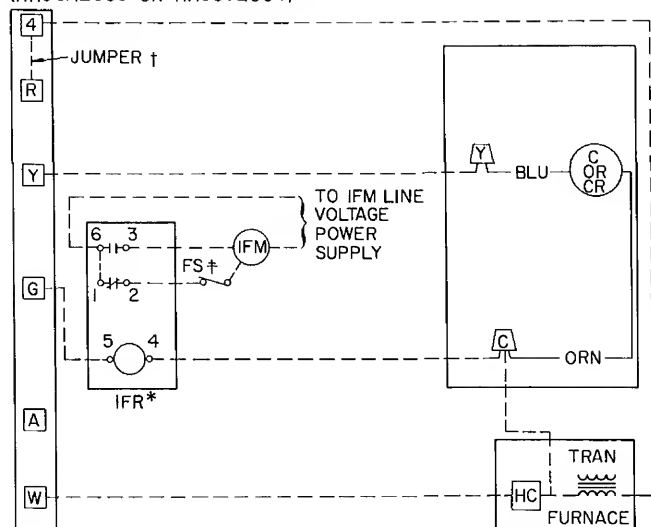 4
JUMPER †
R
Y
Y
BLU
C
OR
CR
TO IFM LINE
VOLTAGE
POWER
SUPPLY
6 3
IFM
FS ‡
1 2
G
5 4
C
ORN
IFR*
A
TRAN
W
HC
FURNACE